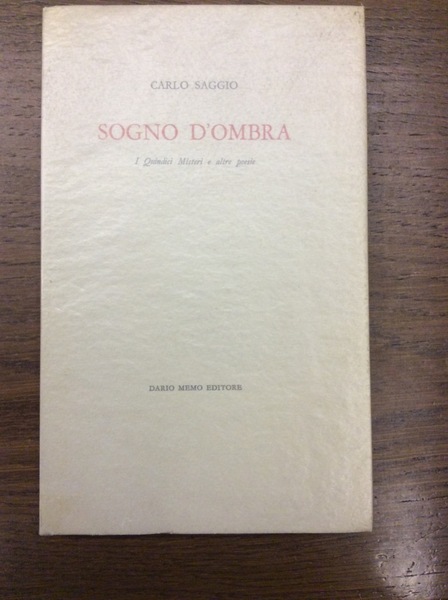 CARLO SAGGIO
SOGNO D'OMBRA
I Quindici Misteri e altre poesie
DARIO MEMO EDITORE